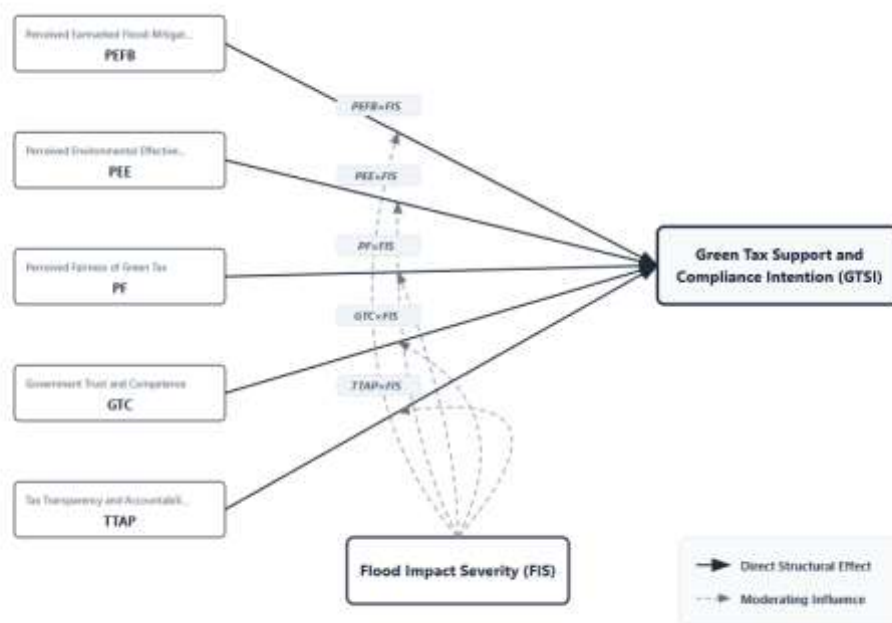 Perceived Earmarked Flood-Mitigat...
PEFB
PEFB×FIS
Perceived Environmental Effective...
PEE
PEE×FIS
Perceived Fairness of Green Tax
PF
PF×FIS
Green Tax Support and
Compliance Intention (GTSI)
Government Trust and Competence
GTC
GTC×FIS
TTAP×FIS
Tax Transparency and Accountabili...
TTAP
Flood Impact Severity (FIS)
Direct Structural Effect
Moderating Influence